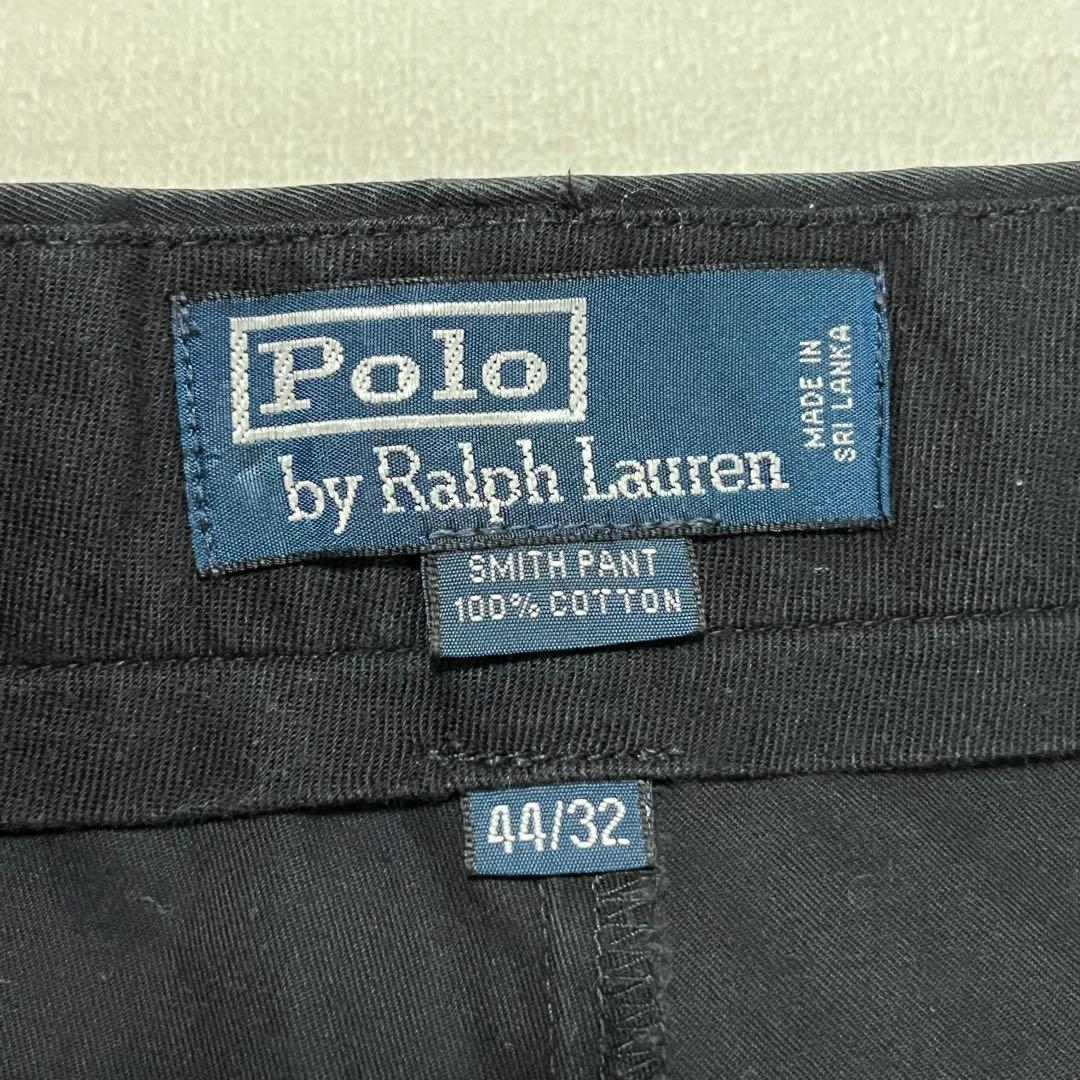 Polo
by Ralph Lauren
MADE IN
SRI LANKA
SMITH PANT
100% COTTON
44/32